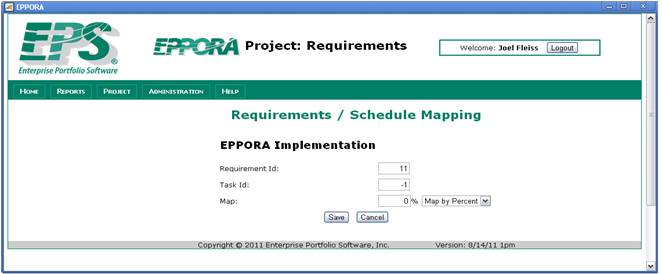 EPPORA
EPS
Enterprise Portfolio Software
EPPORA Project: Requirements
Welcome: Joel Fleiss Logout
HOME REPORTS PROJECT ADMINISTRATION HELP
Requirements / Schedule Mapping
EPPORA Implementation
Requirement Id: 11
Task Id: -1
Map: 0 % Map by Percent
Save Cancel
Copyright © 2011 Enterprise Portfolio Software, Inc. Version: 8/14/11 1pm